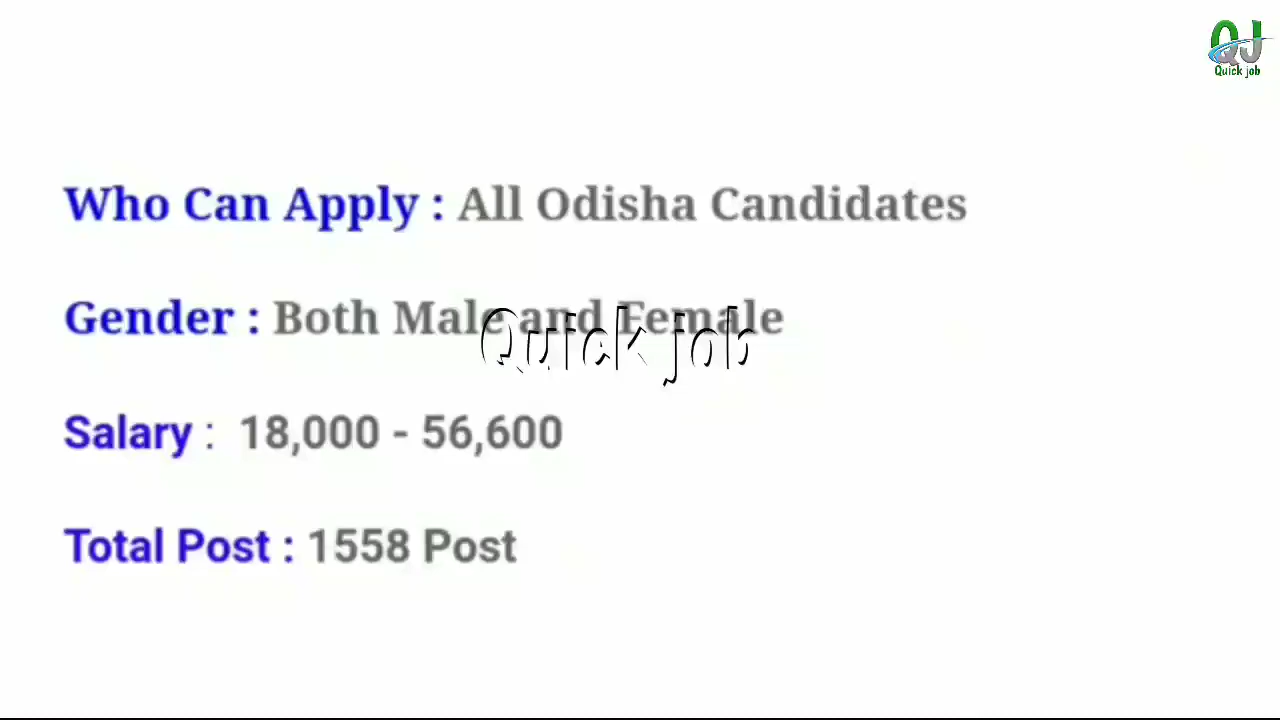 QJ
Quick job
Who Can Apply : All Odisha Candidates
Gender : Both Male and Female
Quick job
Salary : 18,000 - 56,600
Total Post : 1558 Post